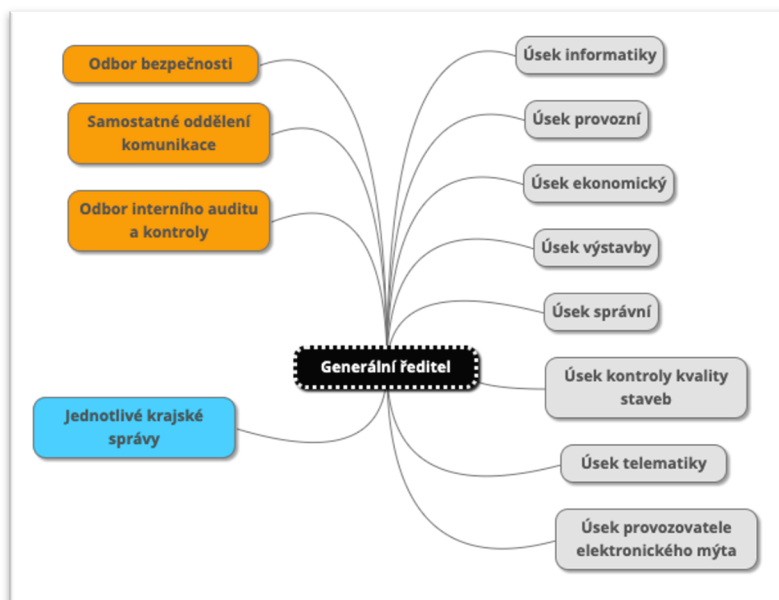 Odbor bezpečnosti
Samostatné oddělení
komunikace
Odbor interního auditu
a kontroly
Jednotlivé krajské
správy
Generální ředitel
Úsek informatiky
Úsek provozní
Úsek ekonomický
Úsek výstavby
Úsek správní
Úsek kontroly kvality
staveb
Úsek telematiky
Úsek provozovatele
elektronického mýta